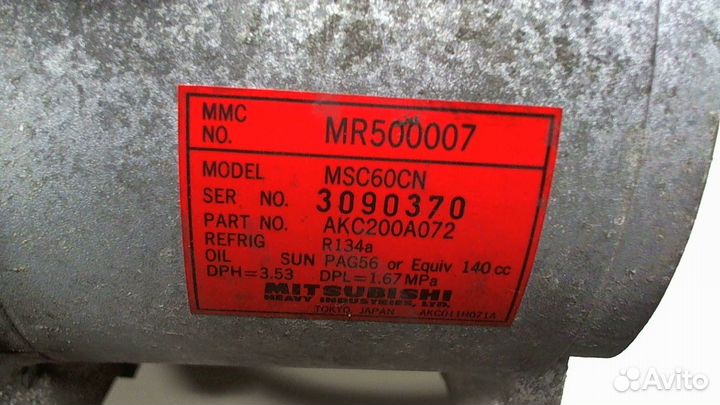 MMC
NO. MR500007
MODEL MSC60CN
SER NO. 3090370
PART NO. AKC200A072
REFRIG R134a
OIL SUN PAG56 or Equiv 140 cc
DPH=3.53 DPL=1.67MPa
MITSUBISHI
HEAVY INDUSTRIES, LTD.
TOKYO, JAPAN AKC011H071A
Avito